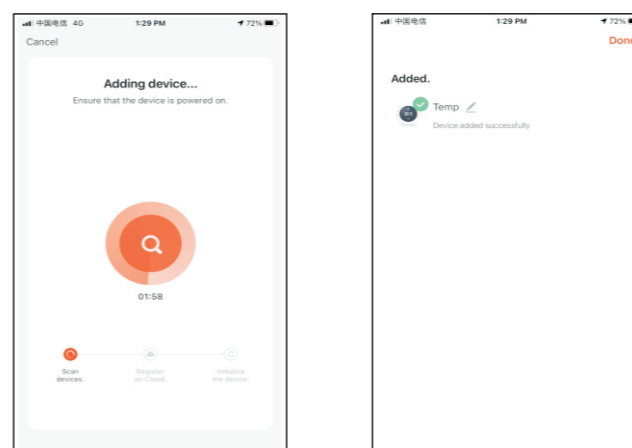 中国电信 4G 1:29 PM 72%
Cancel
Adding device...
Ensure that the device is powered on.
01:58
Scan devices.
Register on Cloud.
Initialize the device.
中国电信 1:29 PM 72%
Done
Added.
Temp
Device added successfully